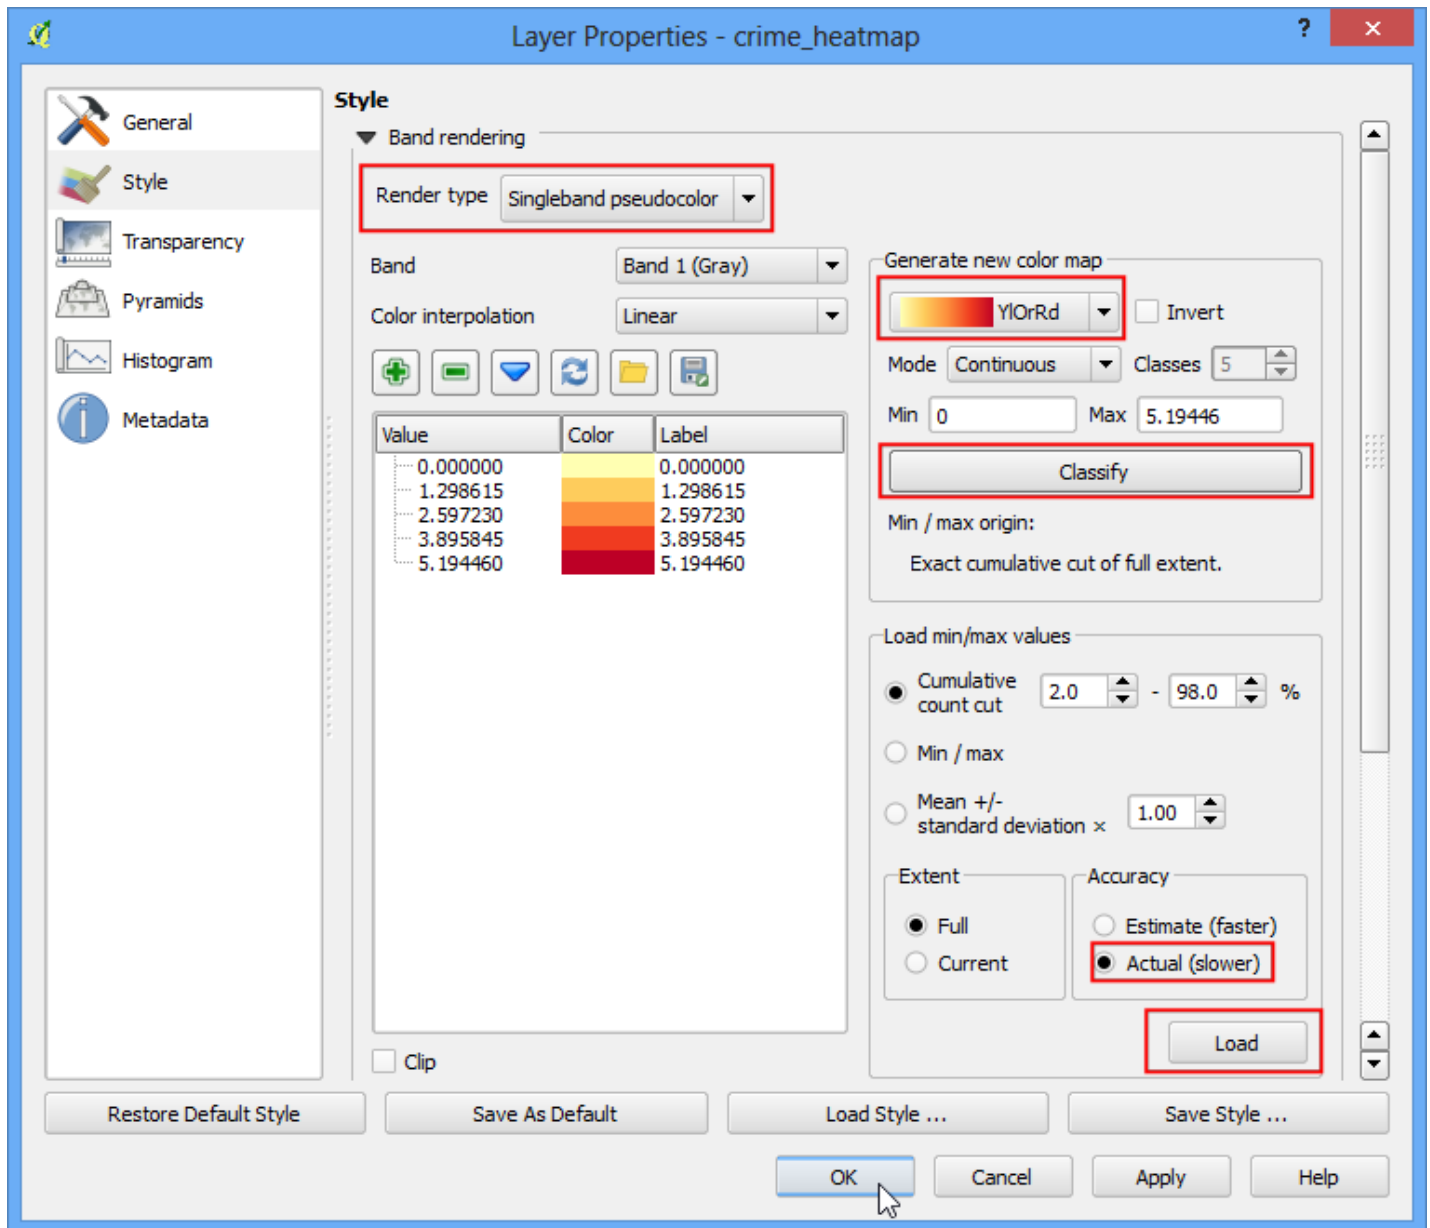 Layer Properties - crime_heatmap
?
General
Style
Transparency
Pyramids
Histogram
Metadata
Style
Band rendering
Render type Singleband pseudocolor
Band Band 1 (Gray)
Color interpolation Linear
Value Color Label
0.000000 0.000000
1.298615 1.298615
2.597230 2.597230
3.895845 3.895845
5.194460 5.194460
Clip
Generate new color map
YlOrRd Invert
Mode Continuous Classes 5
Min 0 Max 5.19446
Classify
Min / max origin:
Exact cumulative cut of full extent.
Load min/max values
Cumulative
count cut 2.0 - 98.0 %
Min / max
Mean +/-
standard deviation × 1.00
Extent
Full
Current
Accuracy
Estimate (faster)
Actual (slower)
Load
Restore Default Style Save As Default Load Style ... Save Style ...
OK Cancel Apply Help